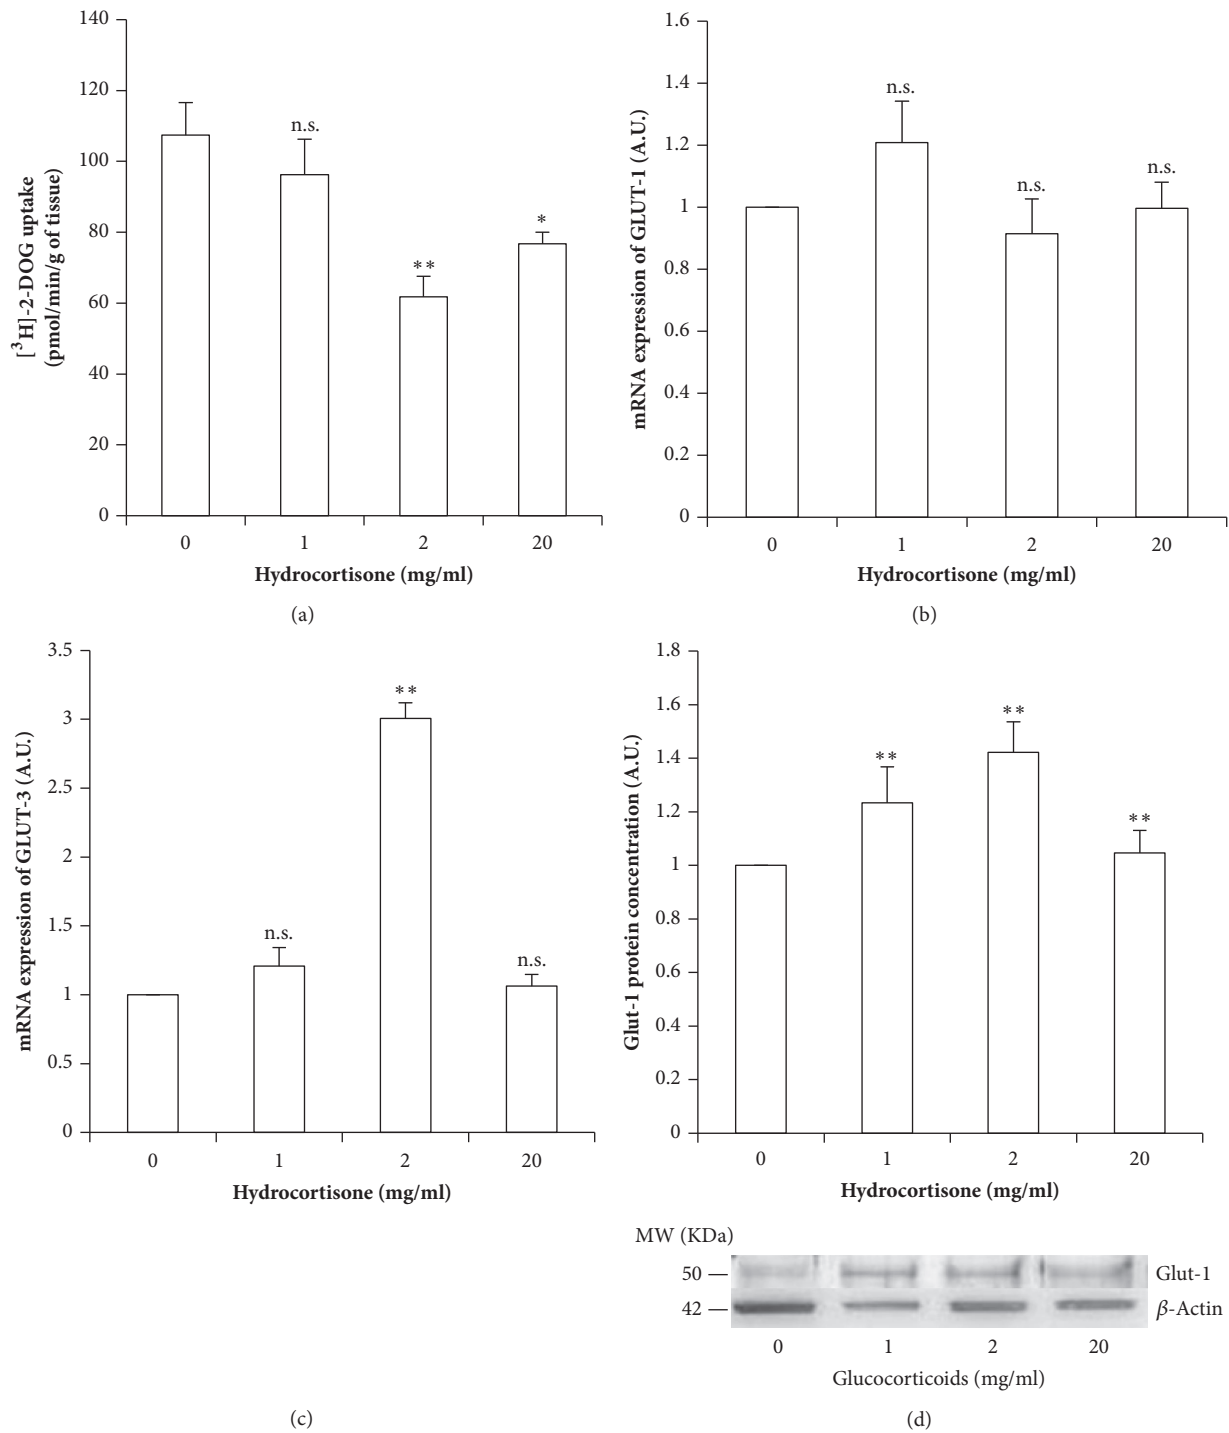 140
120
100
80
60
40
20
0
[³H]-2-DOG uptake
(pmol/min/g of tissue)
n.s.
**
*
0 1 2 20
Hydrocortisone (mg/ml)
(a)
1.6
1.4
1.2
1
0.8
0.6
0.4
0.2
0
mRNA expression of GLUT-1 (A.U.)
n.s.
n.s.
n.s.
0 1 2 20
Hydrocortisone (mg/ml)
(b)
3.5
3
2.5
2
1.5
1
0.5
0
mRNA expression of GLUT-3 (A.U.)
n.s.
**
n.s.
0 1 2 20
Hydrocortisone (mg/ml)
(c)
1.8
1.6
1.4
1.2
1
0.8
0.6
0.4
0.2
0
Glut-1 protein concentration (A.U.)
**
**
**
0 1 2 20
Hydrocortisone (mg/ml)
MW (KDa)
50 Glut-1
42 β-Actin
0 1 2 20
Glucocorticoids (mg/ml)
(d)